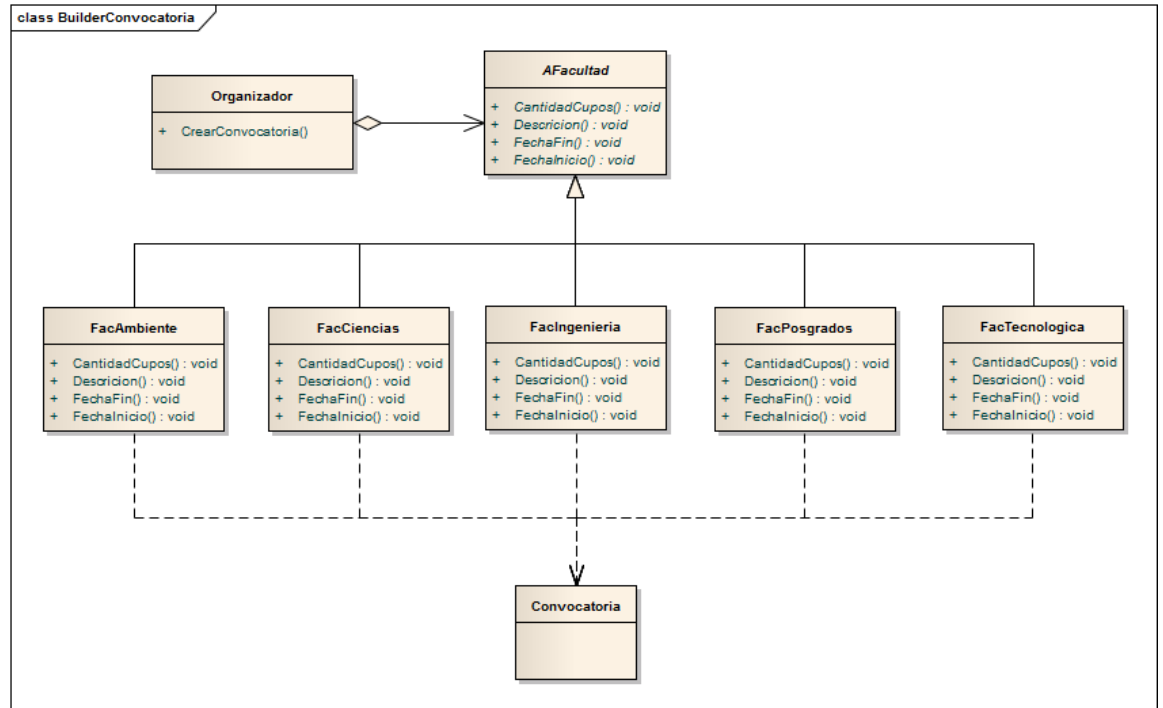 class BuilderConvocatoria
Organizador
+ CrearConvocatoria()
AFacultad
+ CantidadCupos() : void
+ Descricion() : void
+ FechaFin() : void
+ FechaInicio() : void
FacAmbiente
+ CantidadCupos() : void
+ Descricion() : void
+ FechaFin() : void
+ FechaInicio() : void
FacCiencias
+ CantidadCupos() : void
+ Descricion() : void
+ FechaFin() : void
+ FechaInicio() : void
FacIngenieria
+ CantidadCupos() : void
+ Descricion() : void
+ FechaFin() : void
+ FechaInicio() : void
FacPosgrados
+ CantidadCupos() : void
+ Descricion() : void
+ FechaFin() : void
+ FechaInicio() : void
FacTecnologica
+ CantidadCupos() : void
+ Descricion() : void
+ FechaFin() : void
+ FechaInicio() : void
Convocatoria